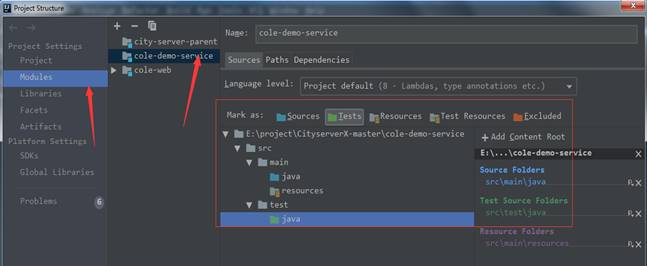 Project Structure
Project Settings
Project
Modules
Libraries
Facets
Artifacts
Platform Settings
SDKs
Global Libraries
Problems 6
city-server-parent
cole-demo-service
cole-web
Name: cole-demo-service
Sources Paths Dependencies
Language level: Project default (8 - Lambdas, type annotations etc.)
Mark as: Sources Tests Resources Test Resources Excluded
E:\project\CityserverX-master\cole-demo-service
src
main
java
resources
test
java
+ Add Content Root
E:\...\cole-demo-service
Source Folders
src\main\java
Test Source Folders
src\test\java
Resource Folders
src\main\resources